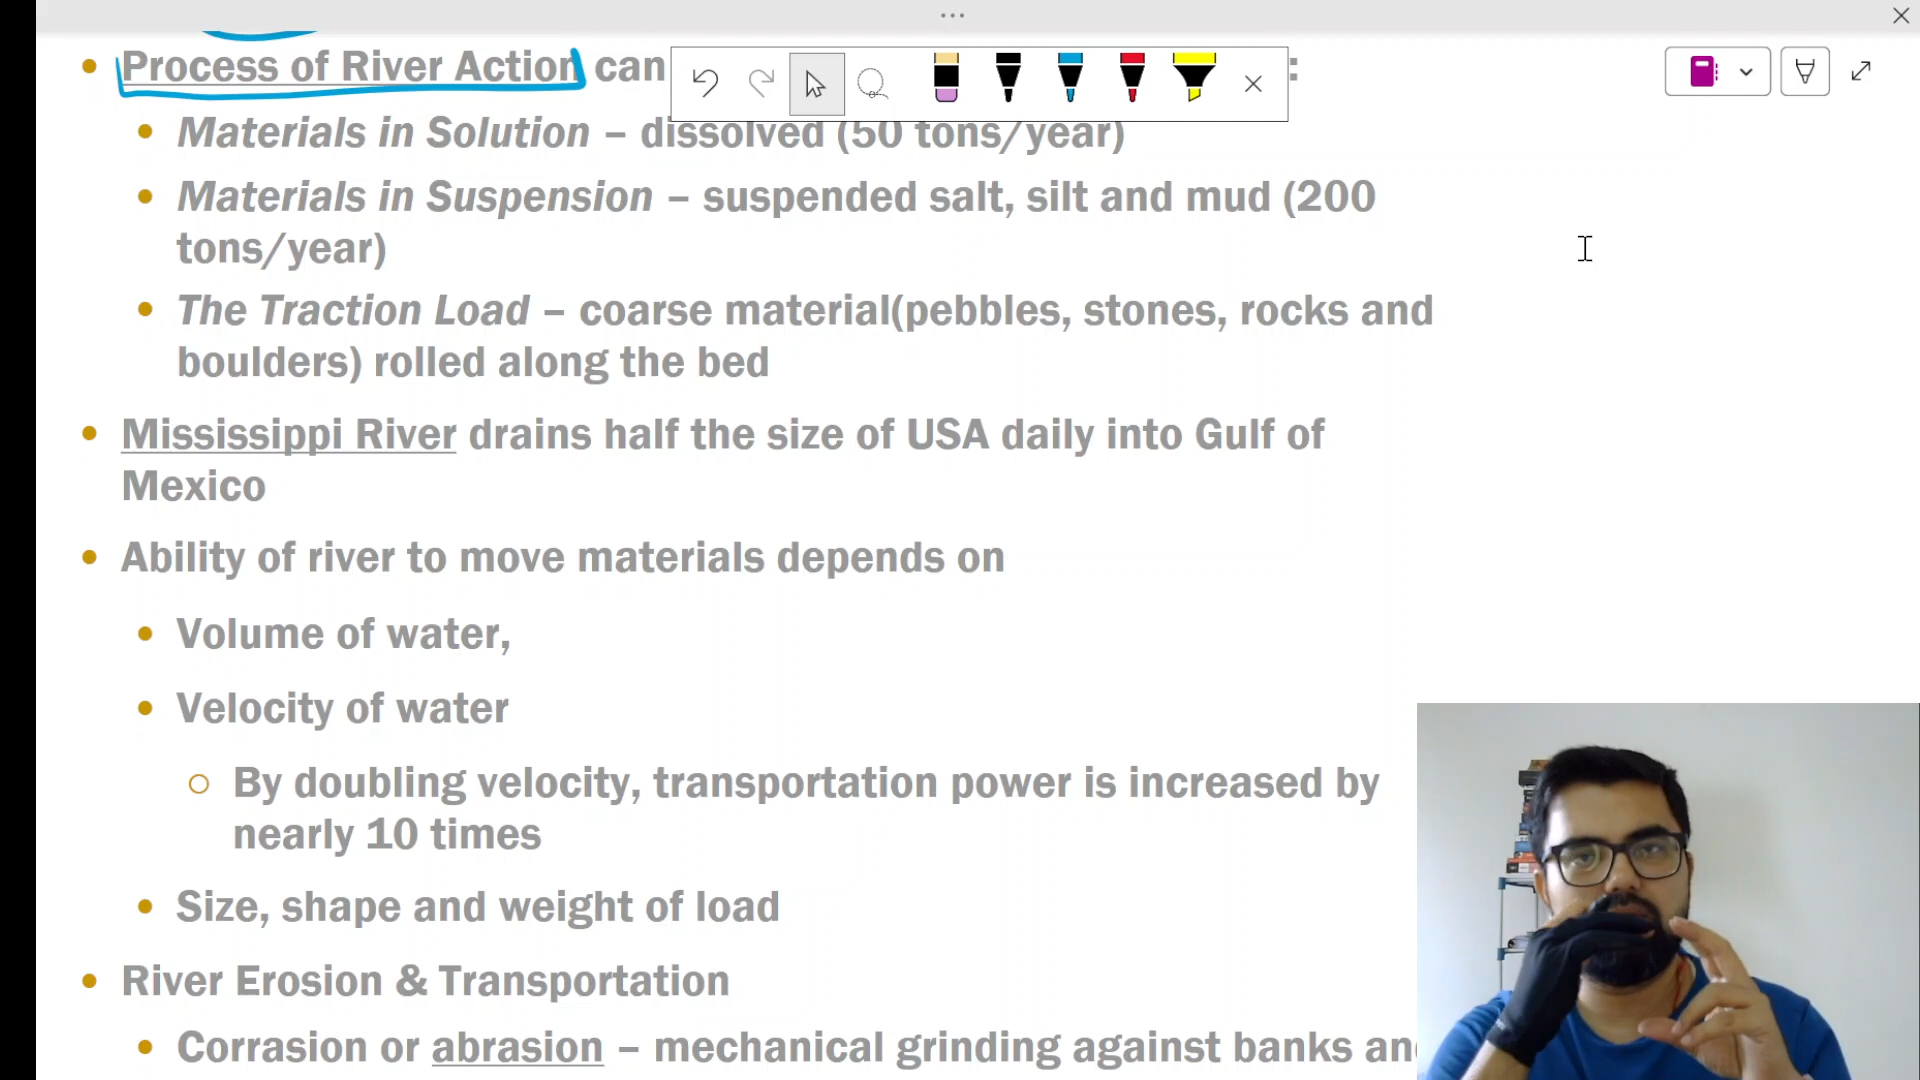 Process of River Action can :
Materials in Solution – dissolved (50 tons/year)
Materials in Suspension – suspended salt, silt and mud (200
tons/year)
The Traction Load – coarse material(pebbles, stones, rocks and
boulders) rolled along the bed
Mississippi River drains half the size of USA daily into Gulf of
Mexico
Ability of river to move materials depends on
Volume of water,
Velocity of water
By doubling velocity, transportation power is increased by
nearly 10 times
Size, shape and weight of load
River Erosion & Transportation
Corrasion or abrasion – mechanical grinding against banks